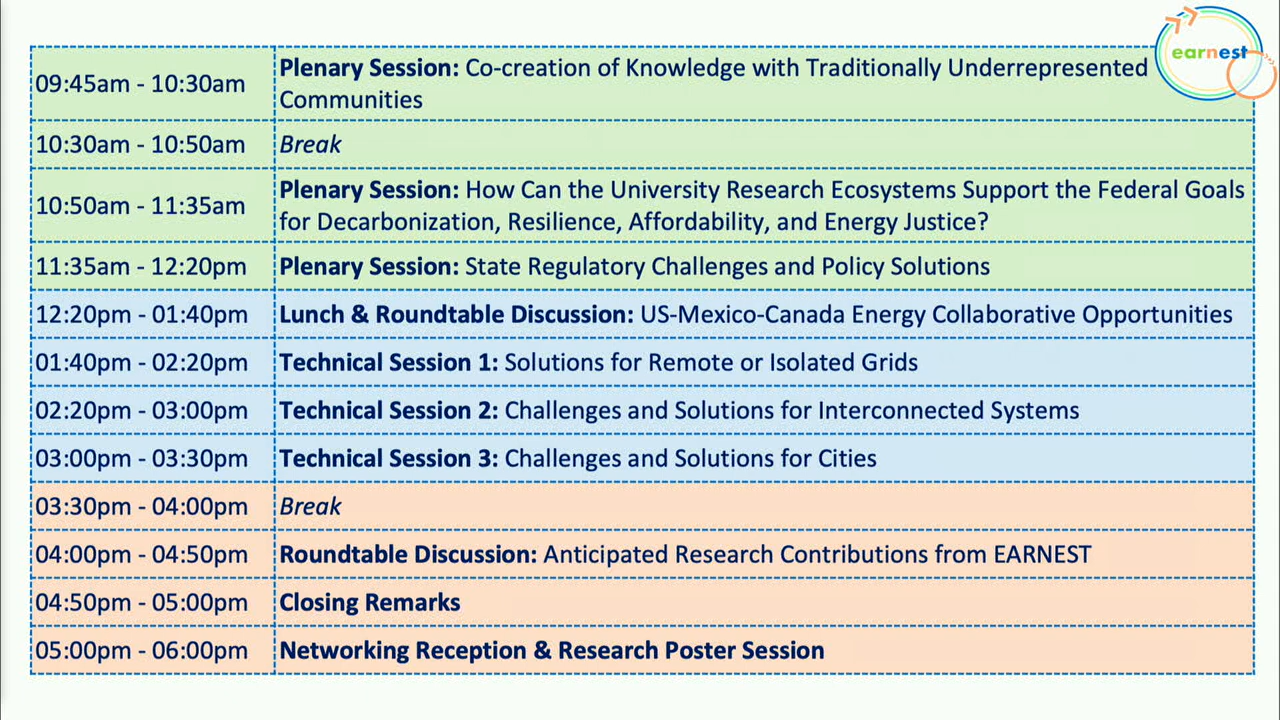 earnest
09:45am - 10:30am
Plenary Session: Co-creation of Knowledge with Traditionally Underrepresented
Communities
10:30am - 10:50am
Break
10:50am - 11:35am
Plenary Session: How Can the University Research Ecosystems Support the Federal Goals
for Decarbonization, Resilience, Affordability, and Energy Justice?
11:35am - 12:20pm
Plenary Session: State Regulatory Challenges and Policy Solutions
12:20pm - 01:40pm
Lunch & Roundtable Discussion: US-Mexico-Canada Energy Collaborative Opportunities
01:40pm - 02:20pm
Technical Session 1: Solutions for Remote or Isolated Grids
02:20pm - 03:00pm
Technical Session 2: Challenges and Solutions for Interconnected Systems
03:00pm - 03:30pm
Technical Session 3: Challenges and Solutions for Cities
03:30pm - 04:00pm
Break
04:00pm - 04:50pm
Roundtable Discussion: Anticipated Research Contributions from EARNEST
04:50pm - 05:00pm
Closing Remarks
05:00pm - 06:00pm
Networking Reception & Research Poster Session